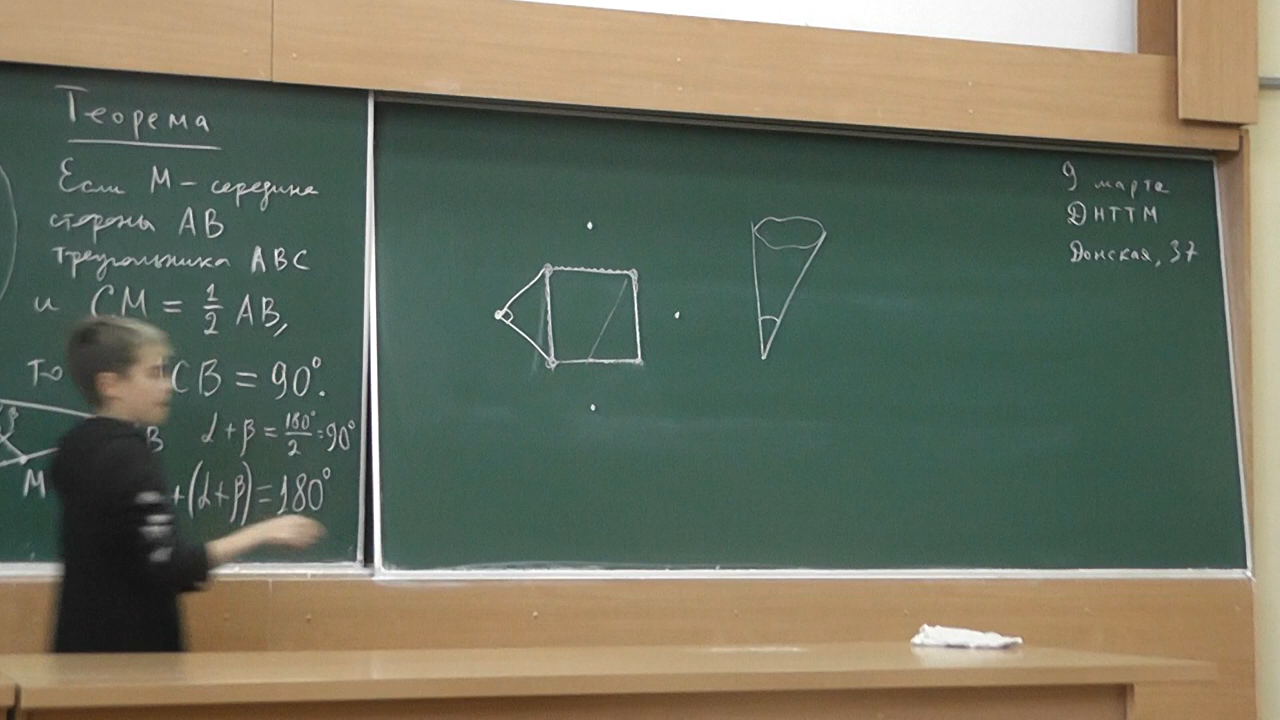 Теорема
Если M – середина
стороны AB
треугольника ABC
и CM = 1/2 AB,
то CB = 90°.
B α + β = 180°/2 = 90°
M + (α + β) = 180°
β
9 марта
ДНТТМ
Донская, 37